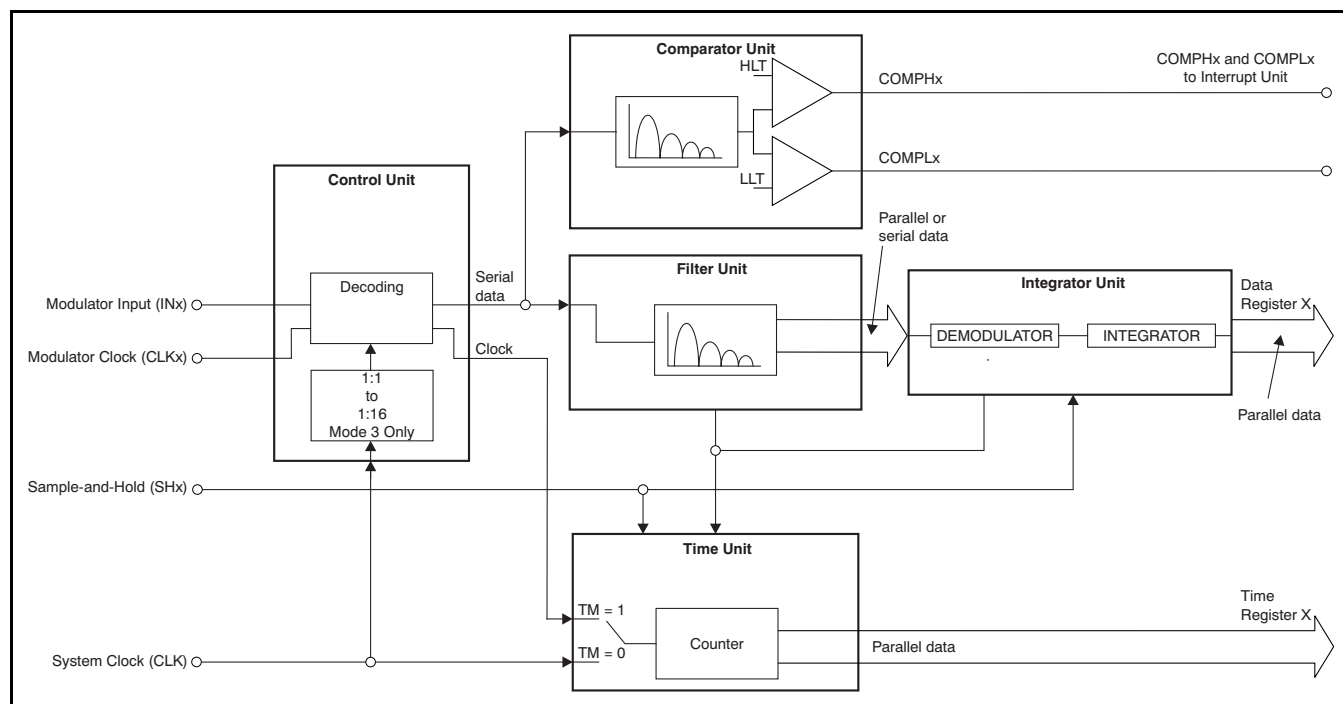 Comparator Unit
HLT
COMPHx
COMPHx and COMPLx
to Interrupt Unit
LLT
COMPLx
Control Unit
Decoding
Serial
data
Clock
1:1
to
1:16
Mode 3 Only
Modulator Input (INx)
Modulator Clock (CLKx)
Sample-and-Hold (SHx)
System Clock (CLK)
Filter Unit
Parallel or
serial data
Integrator Unit
DEMODULATOR
INTEGRATOR
Data
Register X
Parallel data
Time Unit
TM = 1
TM = 0
Counter
Parallel data
Time
Register X